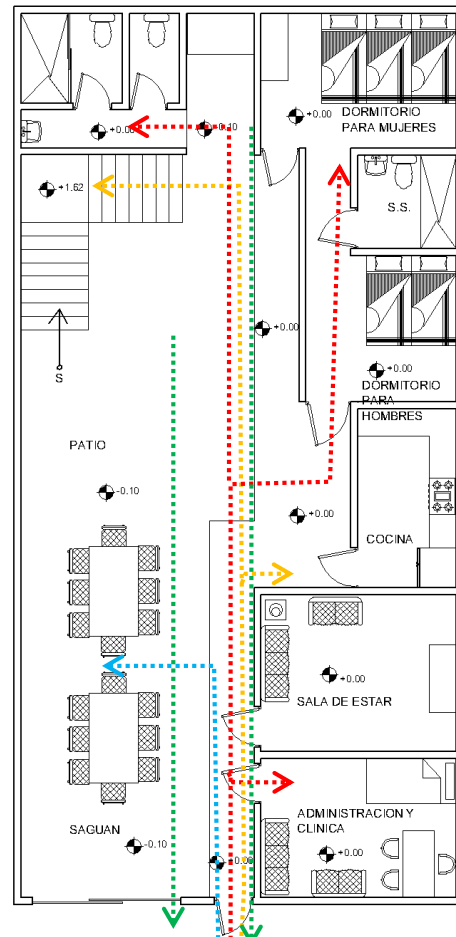 +0.00
+0.10
+0.00
DORMITORIO
PARA MUJERES
+1.62
S.S.
+0.00
+0.00
S
DORMITORIO
PARA
HOMBRES
PATIO
-0.10
+0.00
COCINA
+0.00
SALA DE ESTAR
ADMINISTRACION Y
CLINICA
SAGUAN
-0.10
+0.00
+0.00